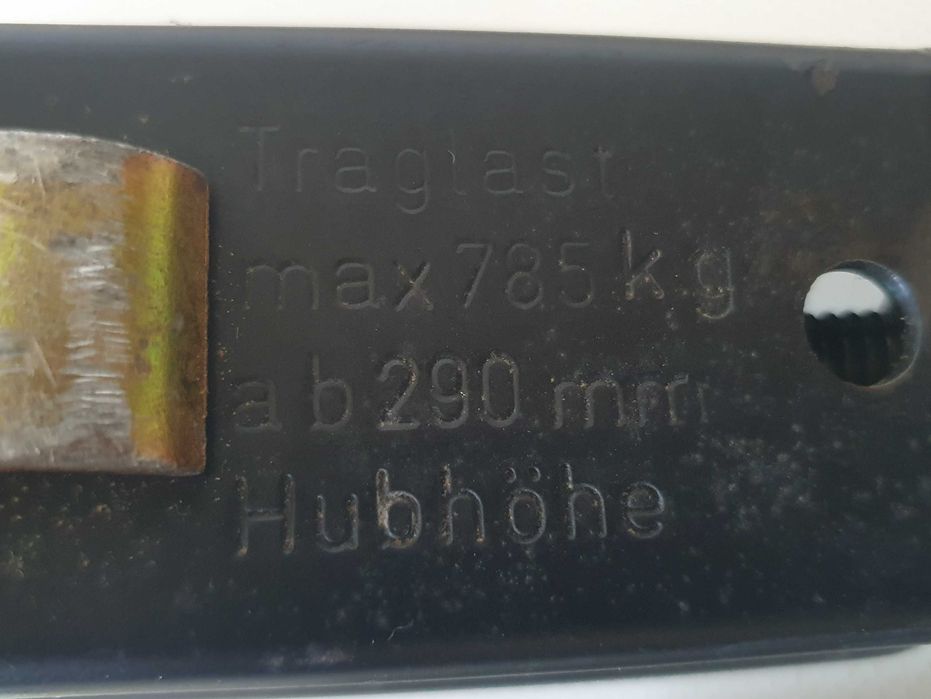 Traglast
max 785 kg
ab 290 mm
Hubhöhe